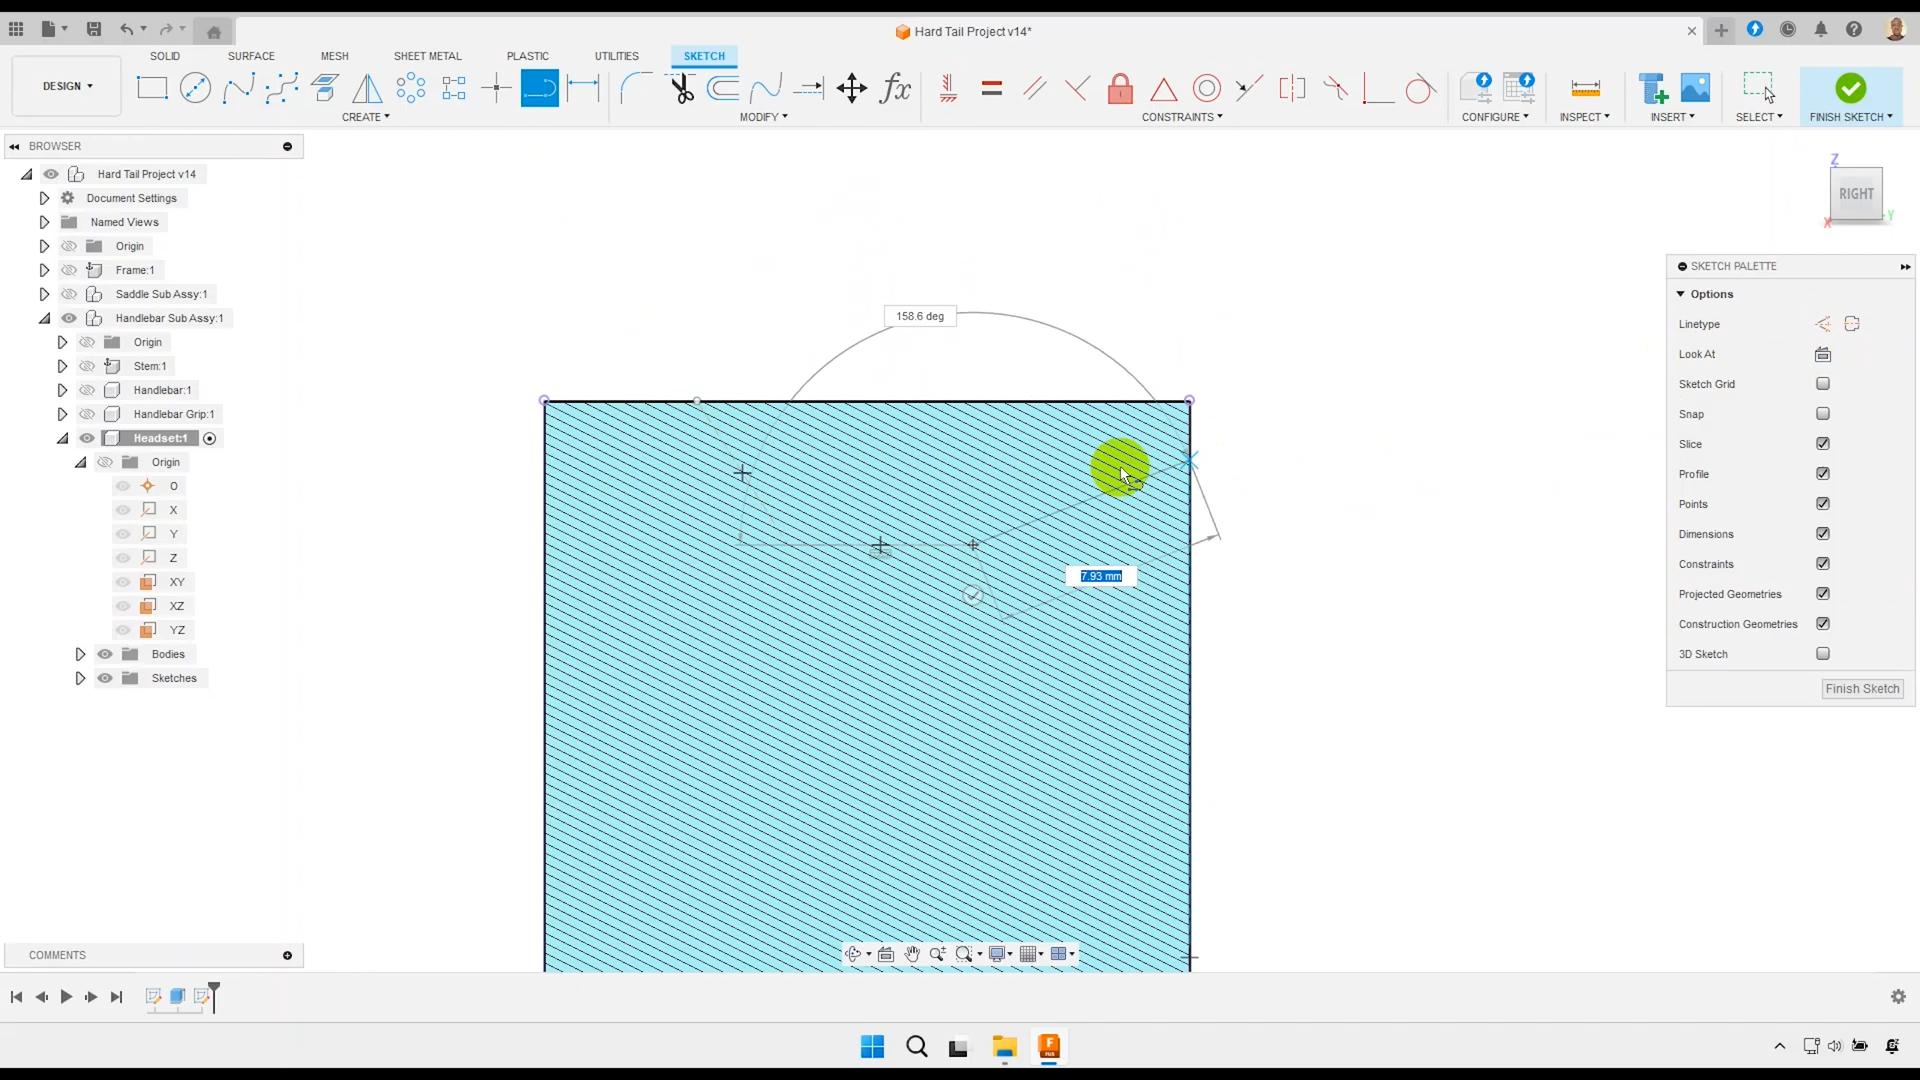 Hard Tail Project v14*
DESIGN
SOLID
SURFACE
MESH
SHEET METAL
PLASTIC
UTILITIES
SKETCH
fx
CREATE
MODIFY
CONSTRAINTS
CONFIGURE
INSPECT
INSERT
SELECT
FINISH SKETCH
BROWSER
Hard Tail Project v14
Document Settings
Named Views
Origin
Frame:1
Saddle Sub Assy:1
Handlebar Sub Assy:1
Origin
Stem:1
Handlebar:1
Handlebar Grip:1
Headset:1
Origin
O
X
Y
Z
XY
XZ
YZ
Bodies
Sketches
158.6 deg
7.93 mm
Z
RIGHT
X
Y
SKETCH PALETTE
Options
Linetype
Look At
Sketch Grid
Snap
Slice
Profile
Points
Dimensions
Constraints
Projected Geometries
Construction Geometries
3D Sketch
Finish Sketch
COMMENTS